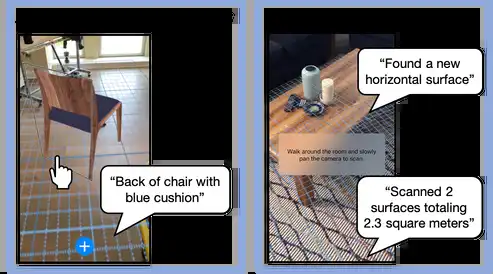 “Back of chair with
blue cushion”
“Found a new
horizontal surface”
Walk around the room and slowly
pan the camera to scan.
“Scanned 2
surfaces totaling
2.3 square meters”